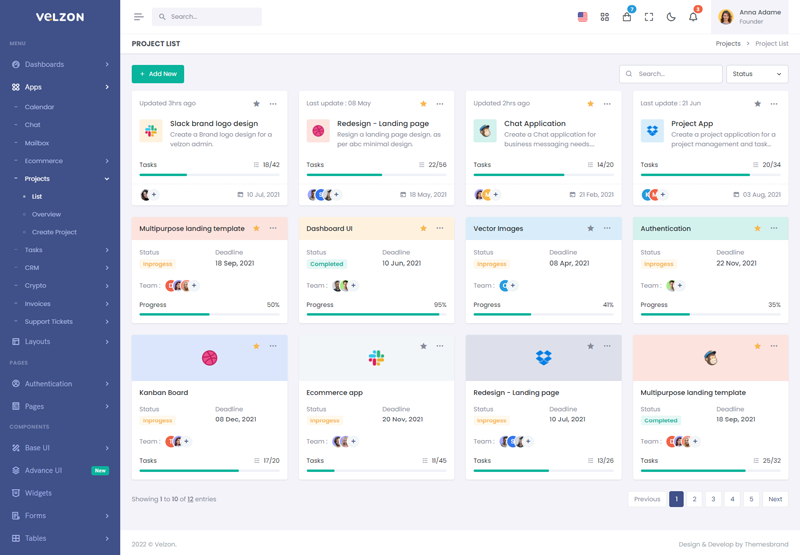 VELZON
Search...
7
3
Anna Adame
Founder
MENU
Dashboards
Apps
Calendar
Chat
Mailbox
Ecommerce
Projects
List
Overview
Create Project
Tasks
CRM
Crypto
Invoices
Support Tickets
Layouts
PAGES
Authentication
Pages
COMPONENTS
Base UI
Advance UI
New
Widgets
Forms
Tables
PROJECT LIST
Projects > Project List
+ Add New
Search...
Status
Updated 2hrs ago
Slack brand logo design
Create a Brand logo design for a
velzon admin.
Tasks
18/42
+
10 Jul, 2021
Last update : 08 May
Redesign - Landing page
Resign a landing page design. as
per abc minimal design.
Tasks
22/56
+
18 May, 2021
Updated 2hrs ago
Chat Application
Create a Chat application for
business messaging needs....
Tasks
14/20
M
+
21 Feb, 2021
Last update : 21 Jun
Project App
Create a project application for a
project management and task...
Tasks
20/34
K
M
+
03 Aug, 2021
Multipurpose landing template
Status
Deadline
Inprogess
18 Sep, 2021
Team :
+
Progress
50%
Dashboard UI
Status
Deadline
Completed
10 Jun, 2021
Team :
+
Progress
95%
Vector Images
Status
Deadline
Inprogess
08 Apr, 2021
Team :
+
Progress
41%
Authentication
Status
Deadline
Inprogess
22 Nov, 2021
Team :
+
Progress
35%
Kanban Board
Status
Deadline
Inprogess
08 Dec, 2021
Team :
+
Tasks
17/20
Ecommerce app
Status
Deadline
Inprogess
20 Nov, 2021
Team :
+
Tasks
11/45
Redesign - Landing page
Status
Deadline
Inprogess
10 Jul, 2021
Team :
+
Tasks
13/26
Multipurpose landing template
Status
Deadline
Completed
18 Sep, 2021
Team :
+
Tasks
25/32
Showing 1 to 10 of 12 entries
Previous 1 2 3 4 5 Next
2022 © Velzon.
Design & Develop by Themesbrand